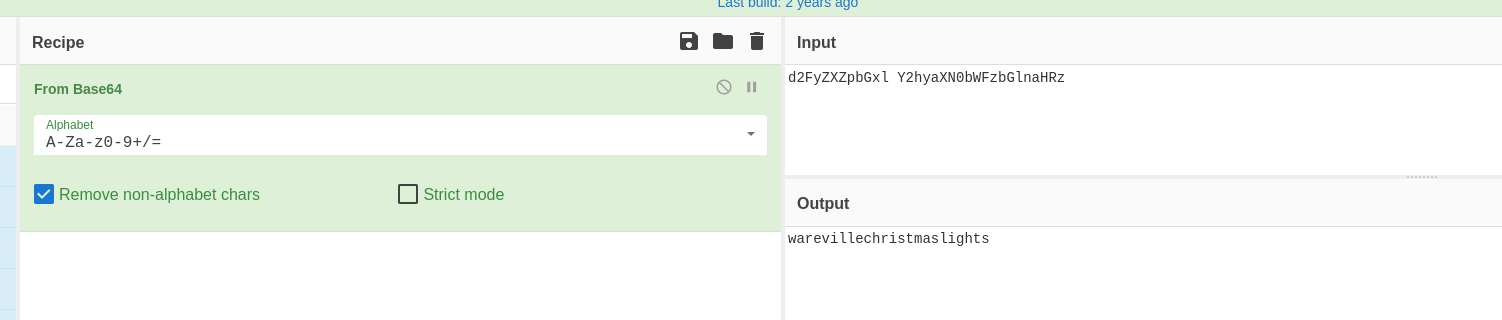 Last build: 2 years ago
Recipe
Input
From Base64
d2FyZXZpbGxl Y2hyaXN0bWFzbGlnaHRz
Alphabet
A-Za-z0-9+/=
Remove non-alphabet chars
Strict mode
Output
warevillechristmaslights